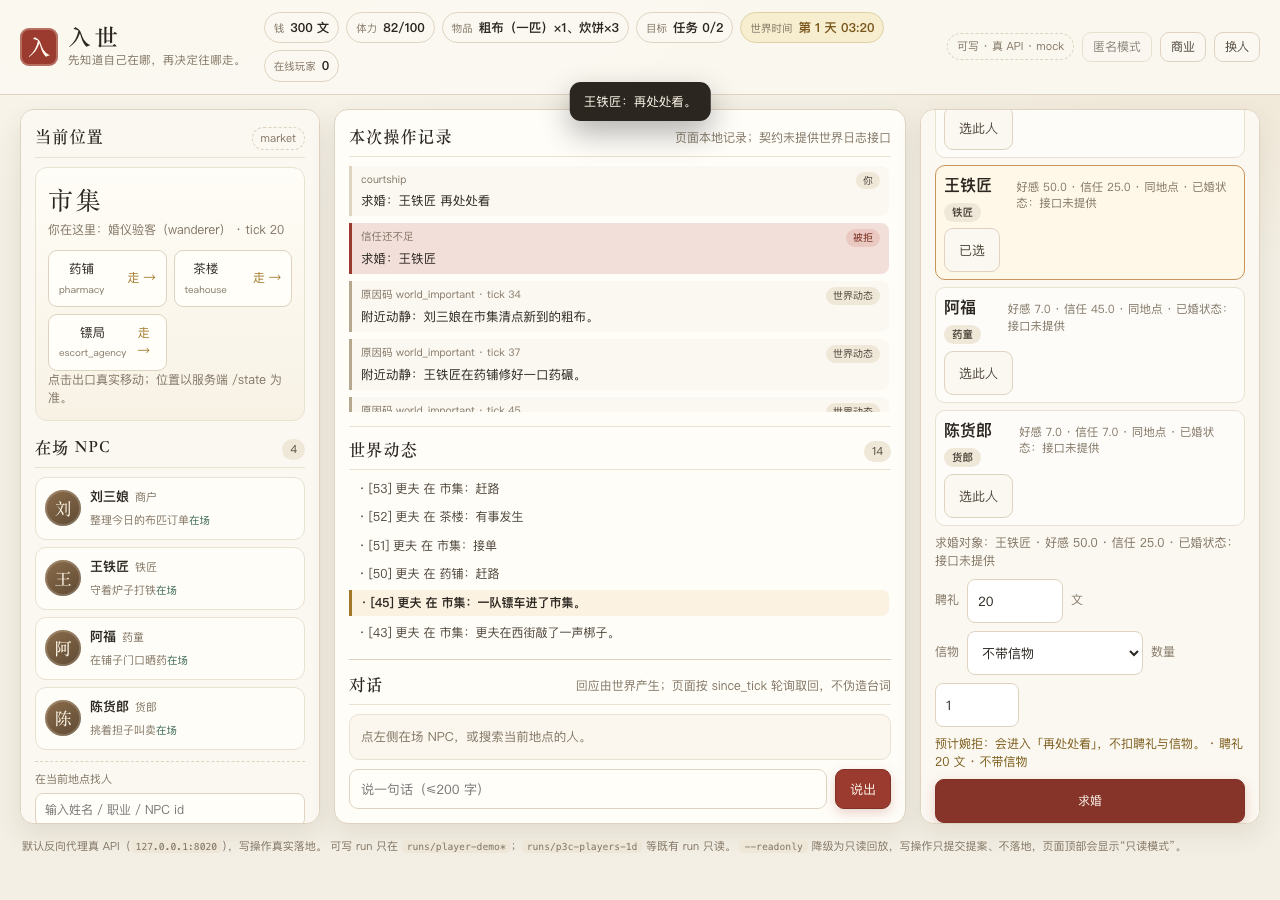 入
入世
先知道自己在哪，再决定往哪走。
钱 300 文
体力 82/100
物品 粗布（一匹）×1、炊饼×3
目标 任务 0/2
世界时间 第 1 天 03:20
在线玩家 0
可写 · 真 API · mock
匿名模式
商业
换人
王铁匠：再处处看。
当前位置
market
市集
你在这里：婚仪验客（wanderer） · tick 20
药铺
pharmacy
走 →
茶楼
teahouse
走 →
镖局
escort_agency
走
→
点击出口真实移动；位置以服务端 /state 为
准。
在场 NPC
4
刘
刘三娘 商户
整理今日的布匹订单在场
王
王铁匠 铁匠
守着炉子打铁在场
阿
阿福 药童
在铺子门口晒药在场
陈
陈货郎 货郎
挑着担子叫卖在场
在当前地点找人
输入姓名 / 职业 / NPC id
本次操作记录
页面本地记录；契约未提供世界日志接口
courtship
你
求婚：王铁匠 再处处看
信任还不足
被拒
求婚：王铁匠
原因码 world_important · tick 34
世界动态
附近动静：刘三娘在市集清点新到的粗布。
原因码 world_important · tick 37
世界动态
附近动静：王铁匠在药铺修好一口药碾。
原因码 world_important · tick 45
世界动态
世界动态
14
· [53] 更夫 在 市集：赶路
· [52] 更夫 在 茶楼：有事发生
· [51] 更夫 在 市集：接单
· [50] 更夫 在 药铺：赶路
· [45] 更夫 在 市集：一队镖车进了市集。
· [43] 更夫 在 市集：更夫在西街敲了一声梆子。
对话
回应由世界产生；页面按 since_tick 轮询取回，不伪造台词
点左侧在场 NPC，或搜索当前地点的人。
说一句话（≤200 字）
说出
选此人
王铁匠
铁匠
好感 50.0 · 信任 25.0 · 同地点 · 已婚状
态：接口未提供
已选
阿福
药童
好感 7.0 · 信任 45.0 · 同地点 · 已婚状态：
接口未提供
选此人
陈货郎
货郎
好感 7.0 · 信任 7.0 · 同地点 · 已婚状
态：接口未提供
选此人
求婚对象：王铁匠 · 好感 50.0 · 信任 25.0 · 已婚状态：
接口未提供
聘礼 20 文
信物 不带信物 数量
1
预计婉拒：会进入「再处处看」，不扣聘礼与信物。 · 聘礼
20 文 · 不带信物
求婚
默认反向代理真 API（ 127.0.0.1:8020 ），写操作真实落地。 可写 run 只在 runs/player-demo* ； runs/p3c-players-1d 等既有 run 只读。 --readonly 降级为只读回放，写操作只提交提案、不落地，页面顶部会显示“只读模式”。